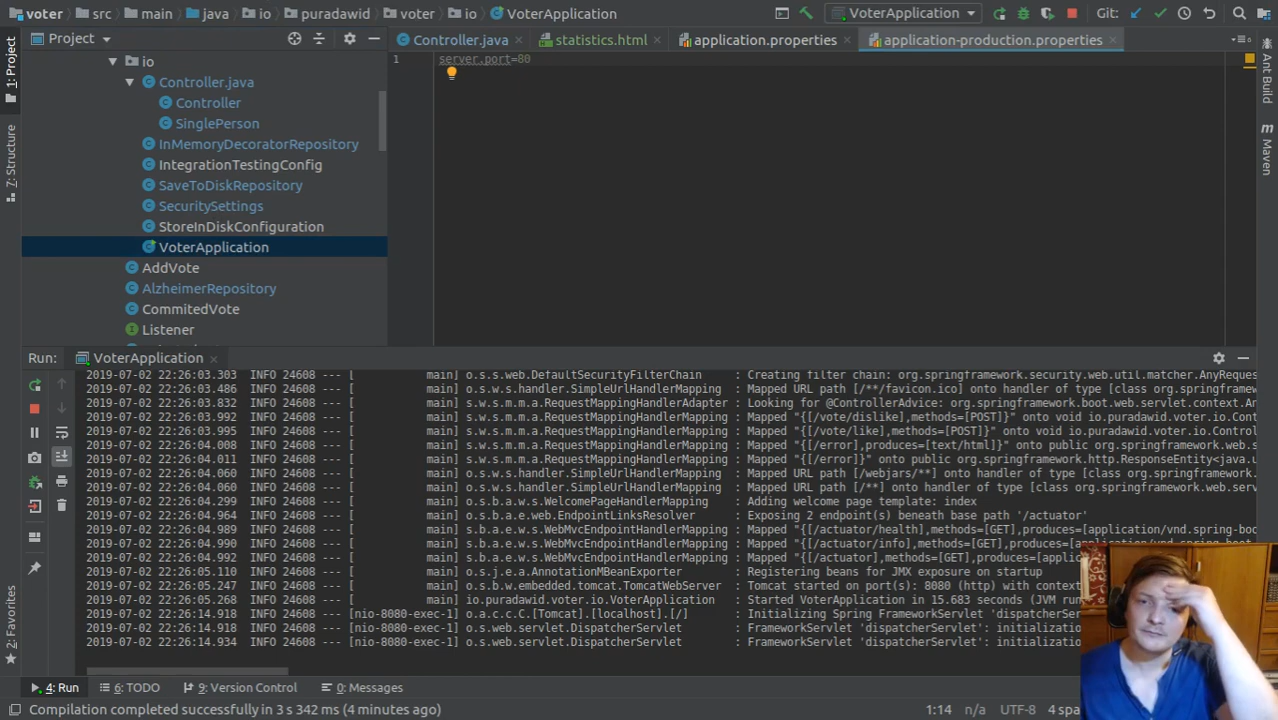 voter src main java io puradawid voter io VoterApplication VoterApplication Git:
1: Project
7: Structure
2: Favorites
Project
Controller.java statistics.html application.properties application-production.properties
Ant Build
Maven
io
Controller.java
Controller
SinglePerson
InMemoryDecoratorRepository
IntegrationTestingConfig
SaveToDiskRepository
SecuritySettings
StoreInDiskConfiguration
VoterApplication
AddVote
AlzheimerRepository
CommitedVote
Listener
1 server.port=80
Run: VoterApplication
2019-07-02 22:26:03.303 INFO 24608 --- [ main] o.s.s.web.DefaultSecurityFilterChain : Creating filter chain: org.springframework.security.web.util.matcher.AnyReques
2019-07-02 22:26:03.486 INFO 24608 --- [ main] o.s.w.s.handler.SimpleUrlHandlerMapping : Mapped URL path [/**/favicon.ico] onto handler of type [class org.springframew
2019-07-02 22:26:03.832 INFO 24608 --- [ main] s.w.s.m.m.a.RequestMappingHandlerAdapter : Looking for @ControllerAdvice: org.springframework.boot.web.servlet.context.An
2019-07-02 22:26:03.992 INFO 24608 --- [ main] s.w.s.m.m.a.RequestMappingHandlerMapping : Mapped "{[/vote/dislike],methods=[POST]}" onto void io.puradawid.voter.io.Cont
2019-07-02 22:26:03.995 INFO 24608 --- [ main] s.w.s.m.m.a.RequestMappingHandlerMapping : Mapped "{[/vote/like],methods=[POST]}" onto void io.puradawid.voter.io.Control
2019-07-02 22:26:04.008 INFO 24608 --- [ main] s.w.s.m.m.a.RequestMappingHandlerMapping : Mapped "{[/error],produces=[text/html]}" onto public org.springframework.web.s
2019-07-02 22:26:04.011 INFO 24608 --- [ main] s.w.s.m.m.a.RequestMappingHandlerMapping : Mapped "{[/error]}" onto public org.springframework.http.ResponseEntity<java.u
2019-07-02 22:26:04.060 INFO 24608 --- [ main] o.s.w.s.handler.SimpleUrlHandlerMapping : Mapped URL path [/webjars/**] onto handler of type [class org.springframework.
2019-07-02 22:26:04.060 INFO 24608 --- [ main] o.s.w.s.handler.SimpleUrlHandlerMapping : Mapped URL path [/**] onto handler of type [class org.springframework.web.serv
2019-07-02 22:26:04.299 INFO 24608 --- [ main] o.s.b.a.w.s.WelcomePageHandlerMapping : Adding welcome page template: index
2019-07-02 22:26:04.964 INFO 24608 --- [ main] o.s.b.a.e.web.EndpointLinksResolver : Exposing 2 endpoint(s) beneath base path '/actuator'
2019-07-02 22:26:04.989 INFO 24608 --- [ main] s.b.a.e.w.s.WebMvcEndpointHandlerMapping : Mapped "{[/actuator/health],methods=[GET],produces=[application/vnd.spring-boo
2019-07-02 22:26:04.990 INFO 24608 --- [ main] s.b.a.e.w.s.WebMvcEndpointHandlerMapping : Mapped "{[/actuator/info],methods=[GET],produces=[application/vnd.spring-boot.
2019-07-02 22:26:04.992 INFO 24608 --- [ main] s.b.a.e.w.s.WebMvcEndpointHandlerMapping : Mapped "{[/actuator],methods=[GET],produces=[applic
2019-07-02 22:26:05.110 INFO 24608 --- [ main] o.s.j.e.a.AnnotationMBeanExporter : Registering beans for JMX exposure on startup
2019-07-02 22:26:05.247 INFO 24608 --- [ main] o.s.b.w.embedded.tomcat.TomcatWebServer : Tomcat started on port(s): 8080 (http) with context
2019-07-02 22:26:05.268 INFO 24608 --- [ main] io.puradawid.voter.io.VoterApplication : Started VoterApplication in 15.683 seconds (JVM run
2019-07-02 22:26:14.918 INFO 24608 --- [nio-8080-exec-1] o.a.c.c.C.[Tomcat].[localhost].[/] : Initializing Spring FrameworkServlet 'dispatcherSer
2019-07-02 22:26:14.918 INFO 24608 --- [nio-8080-exec-1] o.s.web.servlet.DispatcherServlet : FrameworkServlet 'dispatcherServlet': initializatio
2019-07-02 22:26:14.934 INFO 24608 --- [nio-8080-exec-1] o.s.web.servlet.DispatcherServlet : FrameworkServlet 'dispatcherServlet': initializatio
4: Run 6: TODO 9: Version Control 0: Messages
Compilation completed successfully in 3 s 342 ms (4 minutes ago) 1:14 n/a UTF-8 4 spa